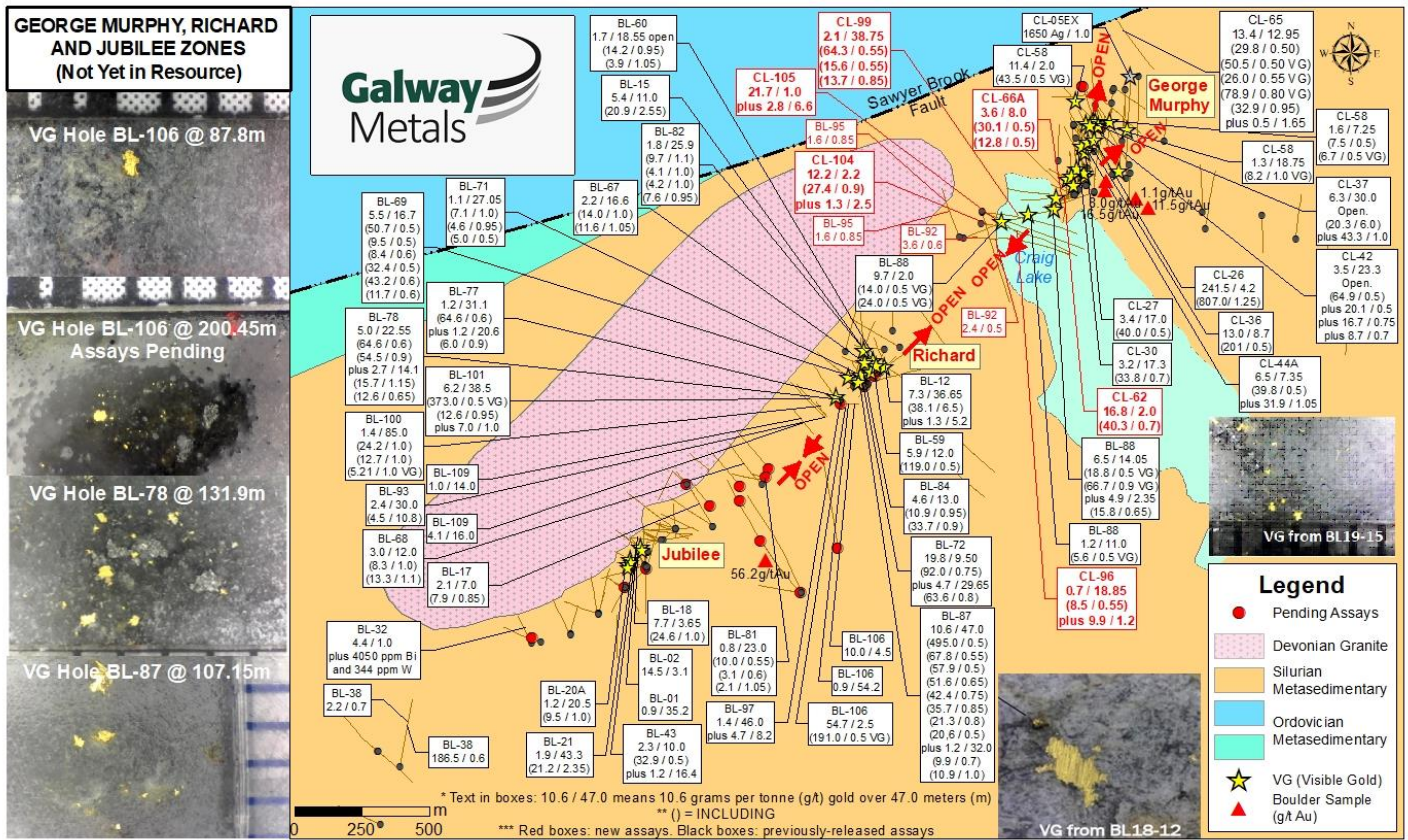 GEORGE MURPHY, RICHARD
AND JUBILEE ZONES
(Not Yet in Resource)
VG Hole BL-106 @ 87.8m
VG Hole BL-106 @ 200.45m
Assays Pending
VG Hole BL-78 @ 131.9m
VG Hole BL-87 @ 107.15m
Galway
Metals
BL-60
1.7 / 18.55 open
(14.2 / 0.95)
(3.9 / 1.05)
BL-15
5.4 / 11.0
(20.9 / 2.55)
BL-82
1.8 / 25.9
(9.7 / 1.1)
(4.1 / 1.0)
(4.2 / 1.0)
(7.6 / 0.95)
BL-67
2.2 / 16.6
(14.0 / 1.0)
(11.6 / 1.05)
BL-71
1.1 / 27.05
(7.1 / 1.0)
(4.6 / 0.95)
(5.0 / 0.5)
BL-69
5.5 / 16.7
(50.7 / 0.5)
(9.5 / 0.5)
(8.4 / 0.6)
(32.4 / 0.5)
(43.2 / 0.6)
(11.7 / 0.6)
BL-77
1.2 / 31.1
(64.6 / 0.6)
plus 1.2 / 20.6
(6.0 / 0.9)
BL-78
5.0 / 22.55
(64.6 / 0.6)
(54.5 / 0.9)
plus 2.7 / 14.1
(15.7 / 1.15)
(12.6 / 0.65)
BL-101
6.2 / 38.5
(373.0 / 0.5 VG)
(12.6 / 0.95)
plus 7.0 / 1.0
BL-100
1.4 / 85.0
(24.2 / 1.0)
(12.7 / 1.0)
(5.21 / 1.0 VG)
BL-109
1.0 / 14.0
BL-93
2.4 / 30.0
(4.5 / 10.8)
BL-109
4.1 / 16.0
BL-68
3.0 / 12.0
(8.3 / 1.0)
(13.3 / 1.1)
BL-17
2.1 / 7.0
(7.9 / 0.85)
BL-32
4.4 / 1.0
plus 4050 ppm Bi
and 344 ppm W
BL-38
2.2 / 0.7
BL-38
186.5 / 0.6
BL-20A
1.2 / 20.5
(9.5 / 1.0)
BL-21
1.9 / 43.3
(21.2 / 2.35)
BL-18
7.7 / 3.65
(24.6 / 1.0)
BL-02
14.5 / 3.1
BL-01
0.9 / 35.2
BL-43
2.3 / 10.0
(32.9 / 0.5)
plus 1.2 / 16.4
BL-81
0.8 / 23.0
(10.0 / 0.55)
(3.1 / 0.6)
(2.1 / 1.05)
BL-97
1.4 / 46.0
plus 4.7 / 8.2
BL-106
10.0 / 4.5
BL-106
0.9 / 54.2
BL-106
54.7 / 2.5
(191.0 / 0.5 VG)
CL-99
2.1 / 38.75
(64.3 / 0.55)
(15.6 / 0.55)
(13.7 / 0.85)
CL-105
21.7 / 1.0
plus 2.8 / 6.6
BL-95
1.6 / 0.85
CL-104
12.2 / 2.2
(27.4 / 0.9)
plus 1.3 / 2.5
BL-95
1.6 / 0.85
BL-92
3.6 / 0.6
BL-88
9.7 / 2.0
(14.0 / 0.5 VG)
(24.0 / 0.5 VG)
BL-92
2.4 / 0.5
Sawyer Brook
Fault
CL-05EX
1650 Ag / 1.0
CL-58
11.4 / 2.0
(43.5 / 0.5 VG)
CL-66A
3.6 / 8.0
(30.1 / 0.5)
(12.8 / 0.5)
OPEN
OPEN
OPEN
OPEN
OPEN
OPEN
George
Murphy
N
E
S
W
CL-65
13.4 / 12.95
(29.8 / 0.50)
(50.5 / 0.50 VG)
(26.0 / 0.55 VG)
(78.9 / 0.80 VG)
(32.9 / 0.95)
plus 0.5 / 1.65
CL-58
1.6 / 7.25
(7.5 / 0.5)
(6.7 / 0.5 VG)
CL-58
1.3 / 18.75
(8.2 / 1.0 VG)
CL-37
6.3 / 30.0
Open.
(20.3 / 6.0)
plus 43.3 / 1.0
1.1g/tAu
11.5g/tAu
16.5g/tAu
CL-42
3.5 / 23.3
Open.
(64.9 / 0.5)
plus 20.1 / 0.5
plus 16.7 / 0.75
plus 8.7 / 0.7
CL-26
241.5 / 4.2
(807.0/ 1.25)
CL-36
13.0 / 8.7
(201 / 0.5)
CL-44A
6.5 / 7.35
(39.8 / 0.5)
plus 31.9 / 1.05
Craig
Lake
CL-27
3.4 / 17.0
(40.0 / 0.5)
CL-30
3.2 / 17.3
(33.8 / 0.7)
CL-62
16.8 / 2.0
(40.3 / 0.7)
BL-88
6.5 / 14.05
(18.8 / 0.5 VG)
(66.7 / 0.9 VG)
plus 4.9 / 2.35
(15.8 / 0.65)
BL-88
1.2 / 11.0
(5.6 / 0.5 VG)
CL-96
0.7 / 18.85
(8.5 / 0.55)
plus 9.9 / 1.2
Richard
BL-12
7.3 / 36.65
(38.1 / 6.5)
plus 1.3 / 5.2
BL-59
5.9 / 12.0
(119.0 / 0.5)
BL-84
4.6 / 13.0
(10.9 / 0.95)
(33.7 / 0.9)
BL-72
19.8 / 9.50
(92.0 / 0.75)
plus 4.7 / 29.65
(63.6 / 0.8)
BL-87
10.6 / 47.0
(495.0 / 0.5)
(67.8 / 0.55)
(57.9 / 0.5)
(51.6 / 0.65)
(42.4 / 0.75)
(35.7 / 0.85)
(21.3 / 0.8)
(20.6 / 0.5)
plus 1.2 / 32.0
(9.9 / 0.7)
(10.9 / 1.0)
Jubilee
56.2g/tAu
VG from BL19-15
VG from BL18-12
Legend
Pending Assays
Devonian Granite
Silurian
Metasedimentary
Ordovician
Metasedimentary
VG (Visible Gold)
Boulder Sample
(g/t Au)
* Text in boxes: 10.6 / 47.0 means 10.6 grams per tonne (g/t) gold over 47.0 meters (m)
** () = INCLUDING
*** Red boxes: new assays. Black boxes: previously-released assays
m
0 250 500